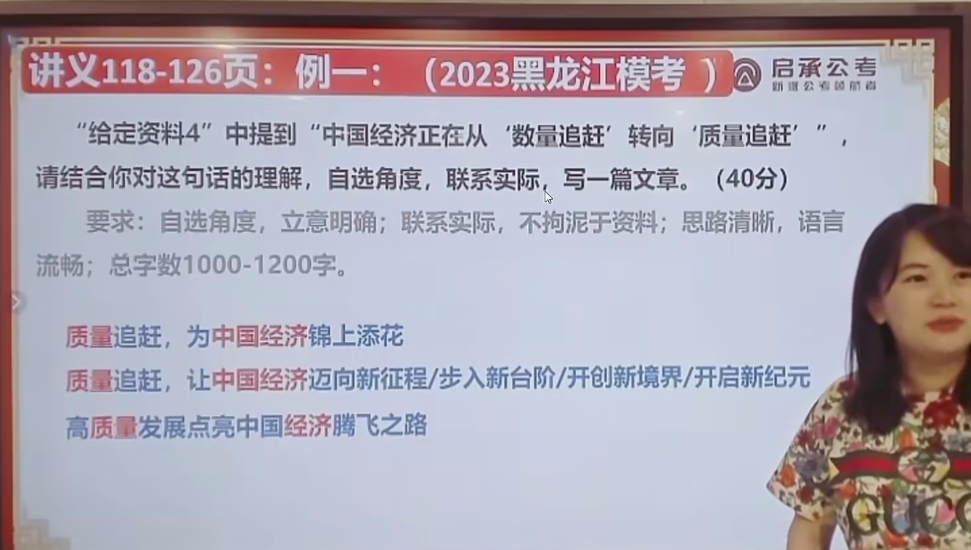 讲义118-126页：例一：（2023黑龙江模考 ）
启承公考
“给定资料4”中提到“中国经济正在从‘数量追赶’转向‘质量追赶’”，
请结合你对这句话的理解，自选角度，联系实际，写一篇文章。（40分）
要求：自选角度，立意明确；联系实际，不拘泥于资料；思路清晰，语言
流畅；总字数1000-1200字。
质量追赶，为中国经济锦上添花
质量追赶，让中国经济迈向新征程/步入新台阶/开创新境界/开启新纪元
高质量发展点亮中国经济腾飞之路
GUCC